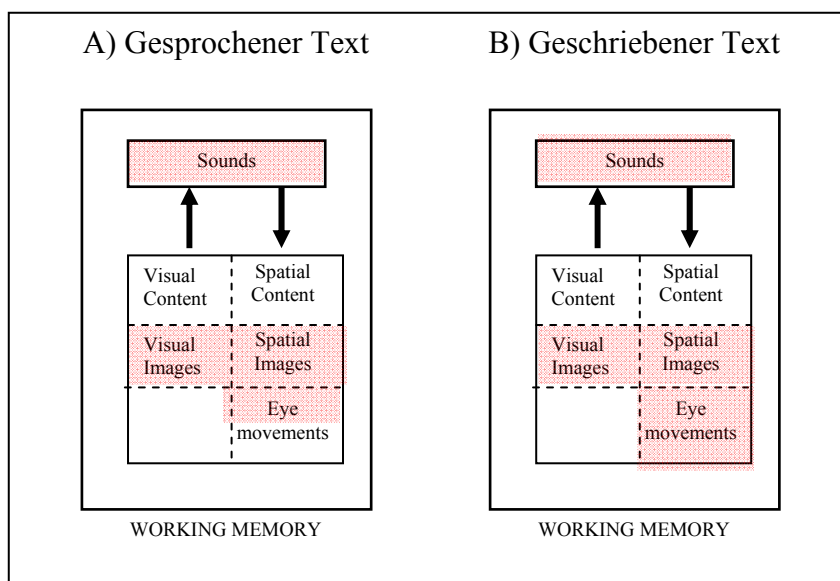 A) Gesprochener Text
Sounds
Visual
Content
Spatial
Content
Visual
Images
Spatial
Images
Eye
movements
WORKING MEMORY
B) Geschriebener Text
Sounds
Visual
Content
Spatial
Content
Visual
Images
Spatial
Images
Eye
movements
WORKING MEMORY